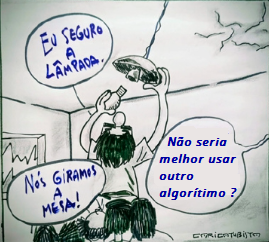 EU SEGURO
A
LÂMPADA.
Não seria
melhor usar
outro
algorítimo ?
NÓS GIRAMOS
A
MESA!